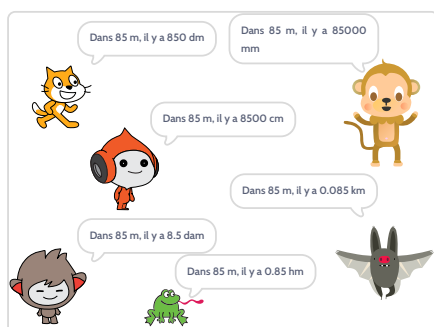 Dans 85 m, il y a 850 dm
Dans 85 m, il y a 85000
mm
Dans 85 m, il y a 8500 cm
Dans 85 m, il y a 0.085 km
Dans 85 m, il y a 8.5 dam
Dans 85 m, il y a 0.85 hm